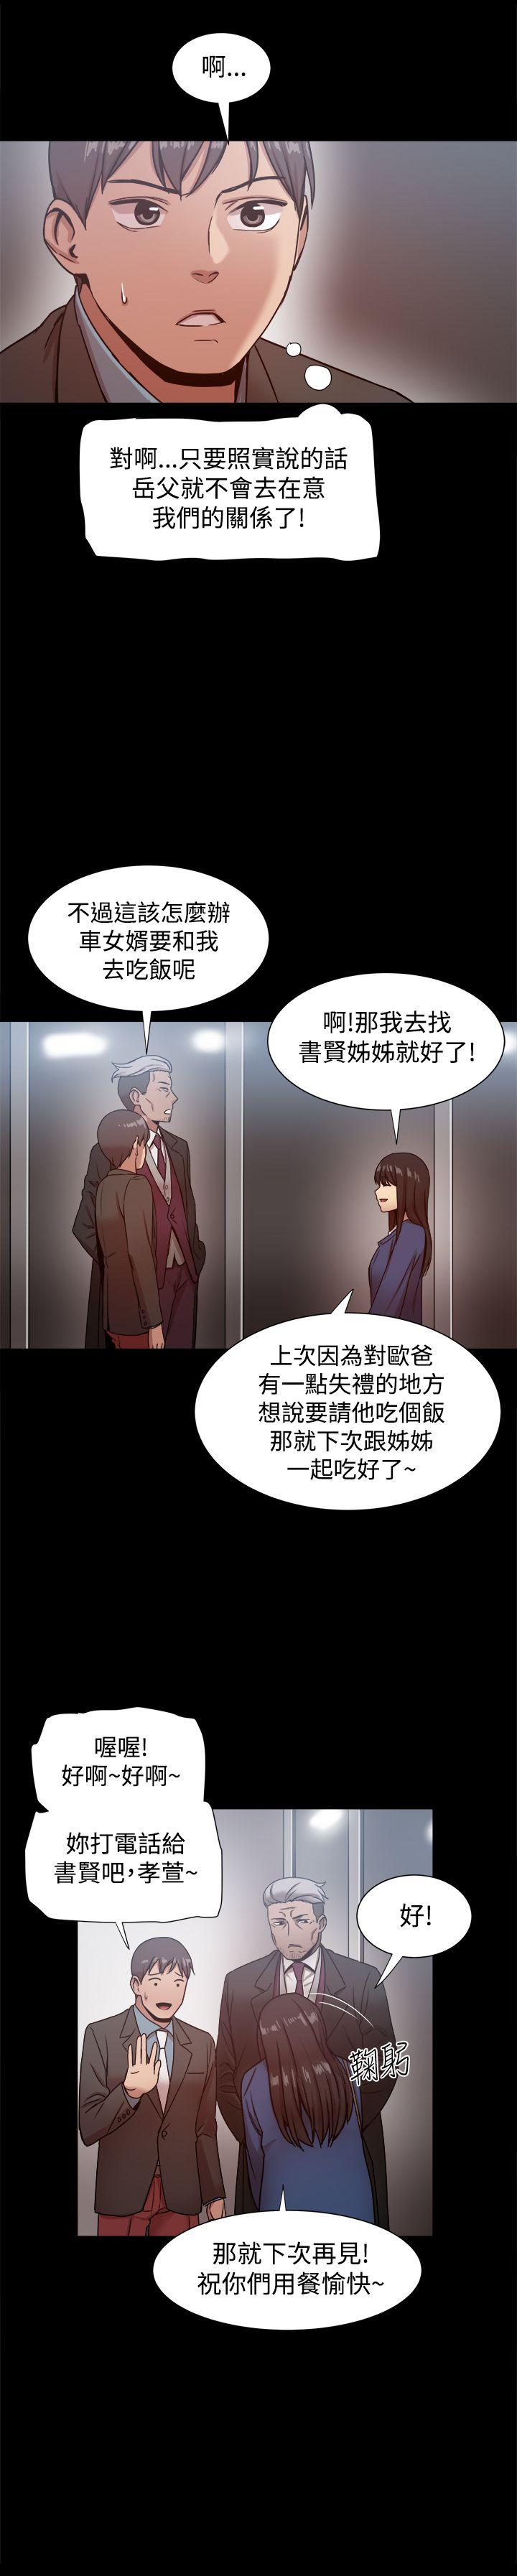 啊...
對啊...只要照實說的話
岳父就不會去在意
我們的關係了!
不過這該怎麼辦
車女婿要和我
去吃飯呢
啊!那我去找
書賢姊姊就好了!
上次因為對歐爸
有一點失禮的地方
想說要請他吃個飯
那就下次跟姊姊
一起吃好了~
喔喔!
好啊~好啊~
妳打電話給
書賢吧,孝萱~
好!
鞠躬
那就下次再見!
祝你們用餐愉快~